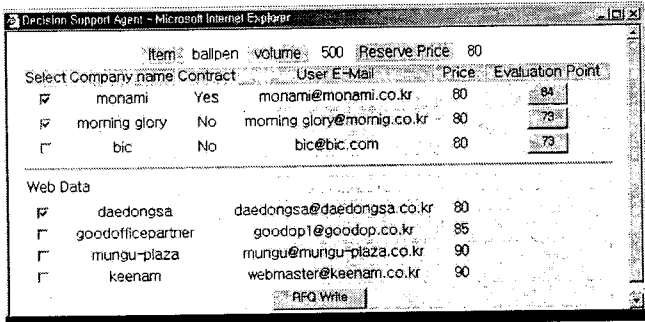 Decision Support Agent - Microsoft Internet Explorer
Item ballpen volume 500 Reserve Price 80
Select Company name Contract User E-Mail Price Evaluation Point
monami Yes monami@monami.co.kr 80 84
morning glory No morning glory@mornig.co.kr 80 73
bic No bic@bic.com 80 73
Web Data
daedongsa daedongsa@daedongsa.co.kr 80
goodofficepartner goodop1@goodop.co.kr 85
mungu-plaza mungu@mungu-plaza.co.kr 90
keenam webmaster@keenam.co.kr 90
RFQ Write